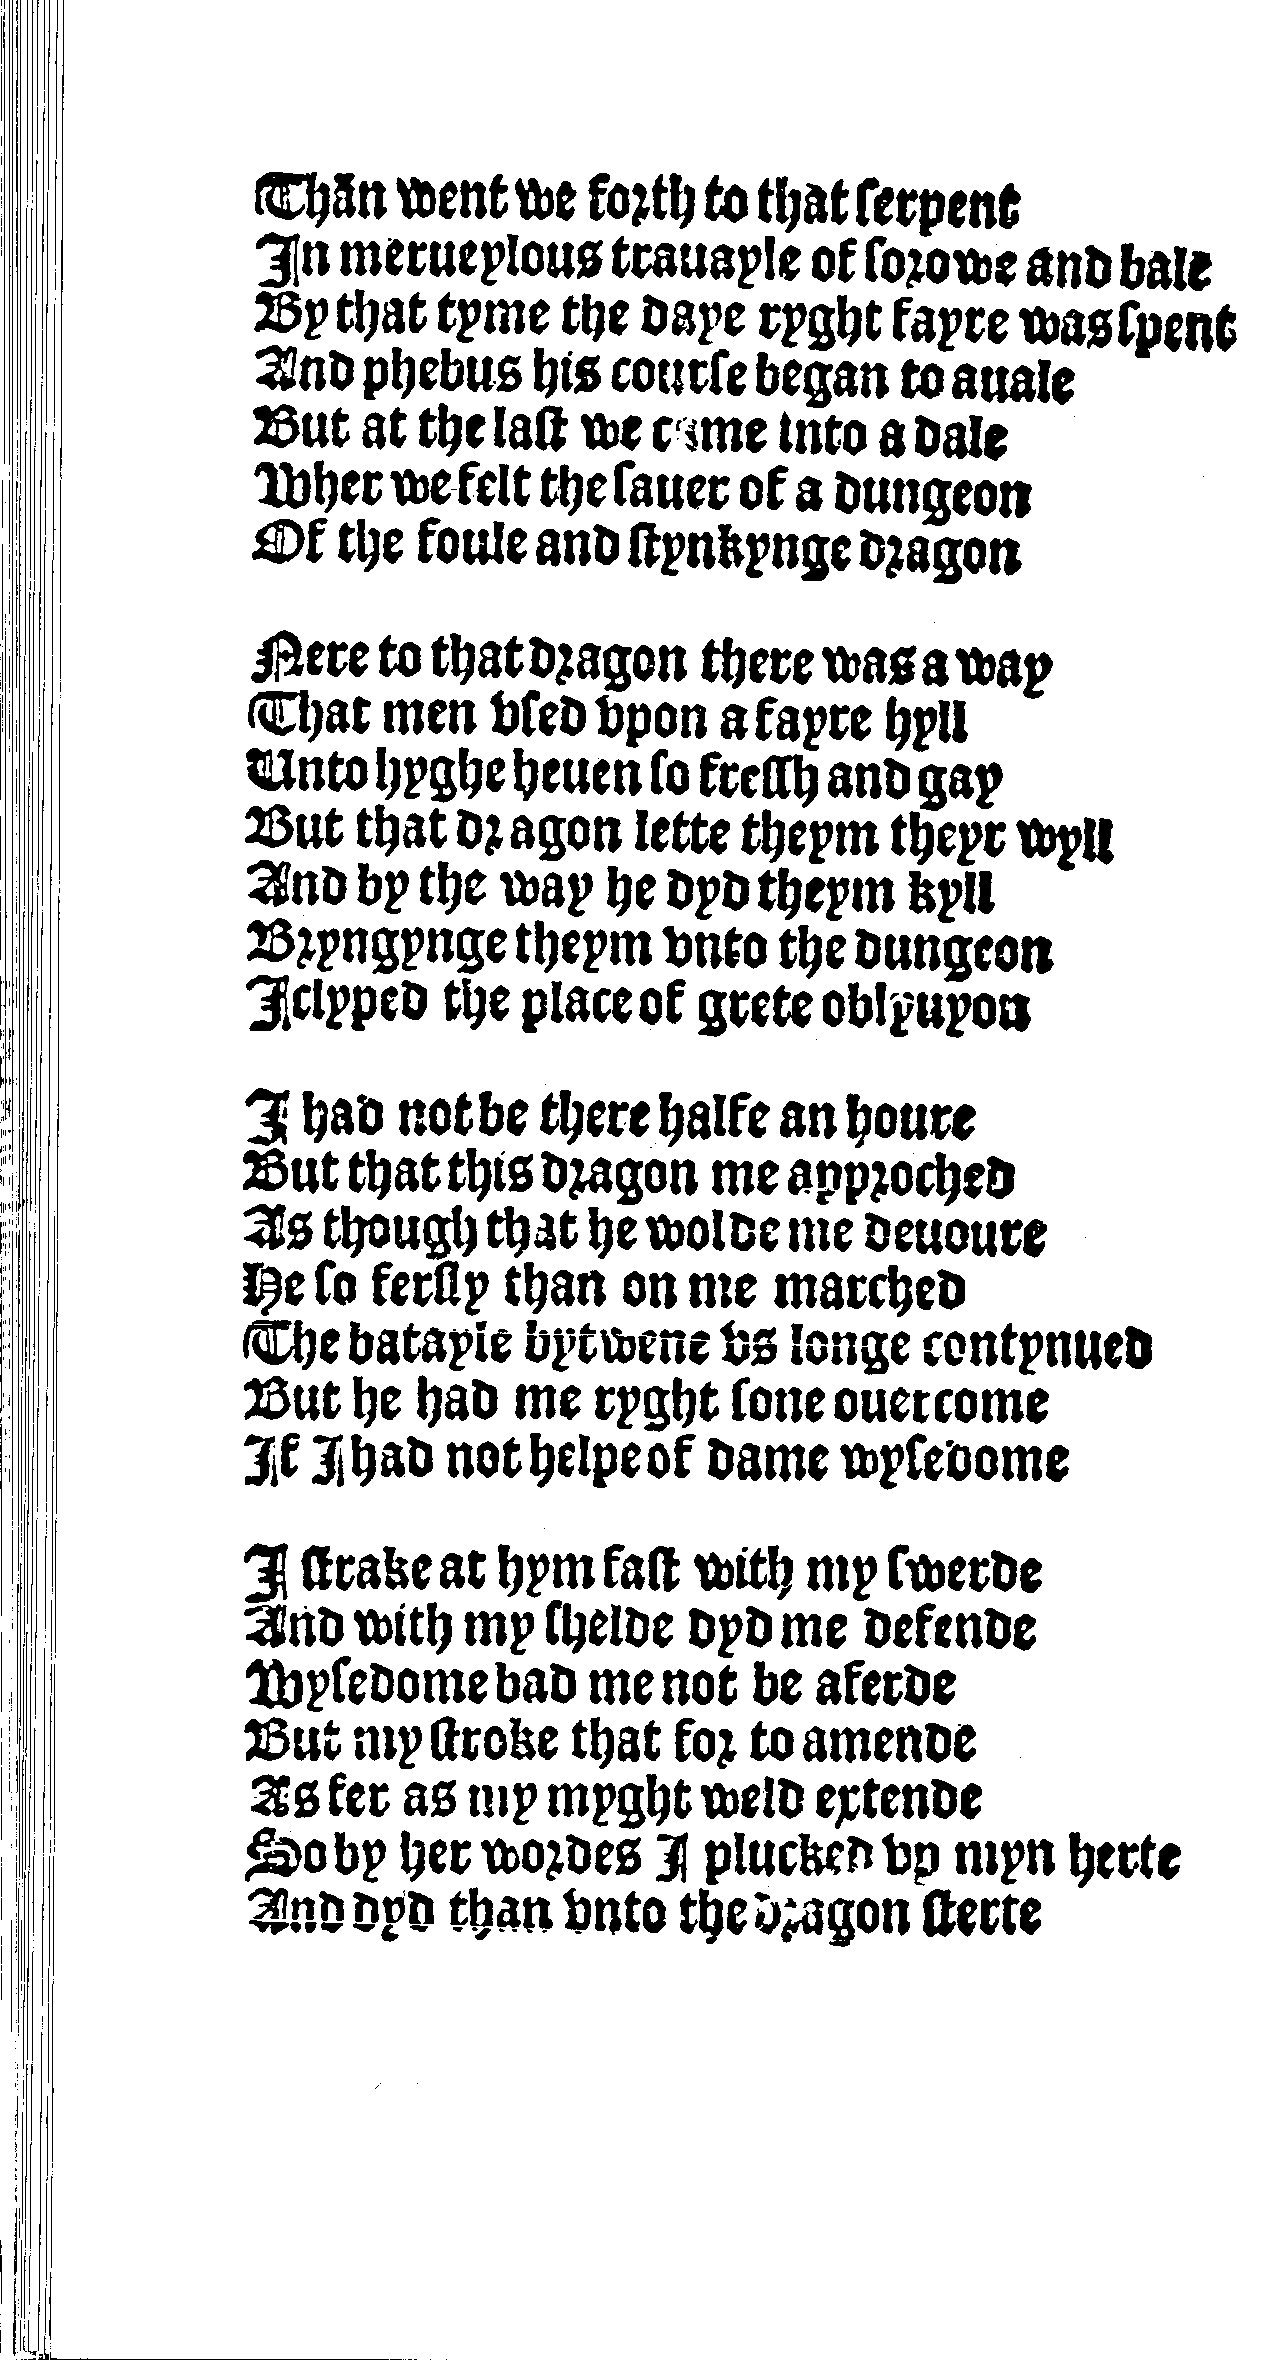 Thãn went we forth to that ſerpent
In merueylous trauayle of ſorowe and bale
By that tyme the daye ryght fayre was ſpent
And phebus his courſe began to auale
But at the laſt we came into a dale
Wher we felt the ſauer of a dungeon
Of the foule and ſtynkynge dragon

Nere to that dragon there was a way
That men vſed vpon a fayre hyll
Unto hyghe heuen ſo freſſh and gay
But that dragon lette theym theyr wyll
And by the way he dyd theym kyll
Bryngynge theym vnto the dungeon
Iclypped the place of grete oblyuyon

I had not be there halfe an houre
But that this dragon me approched
As though that he wolde me deuoure
He ſo ferſly than on me marched
The batayle bytwene vs longe contynued
But he had me ryght ſone ouercome
If I had not helpe of dame wyſedome

I ſtrake at hym faſt with my ſwerde
And with my ſhelde dyd me defende
Wyſedome bad me not be aferde
But my ſtroke that for to amende
As fer as my myght weld extende
So by her wordes I plucked vp myn herte
And dyd than vnto the dragon ſterte